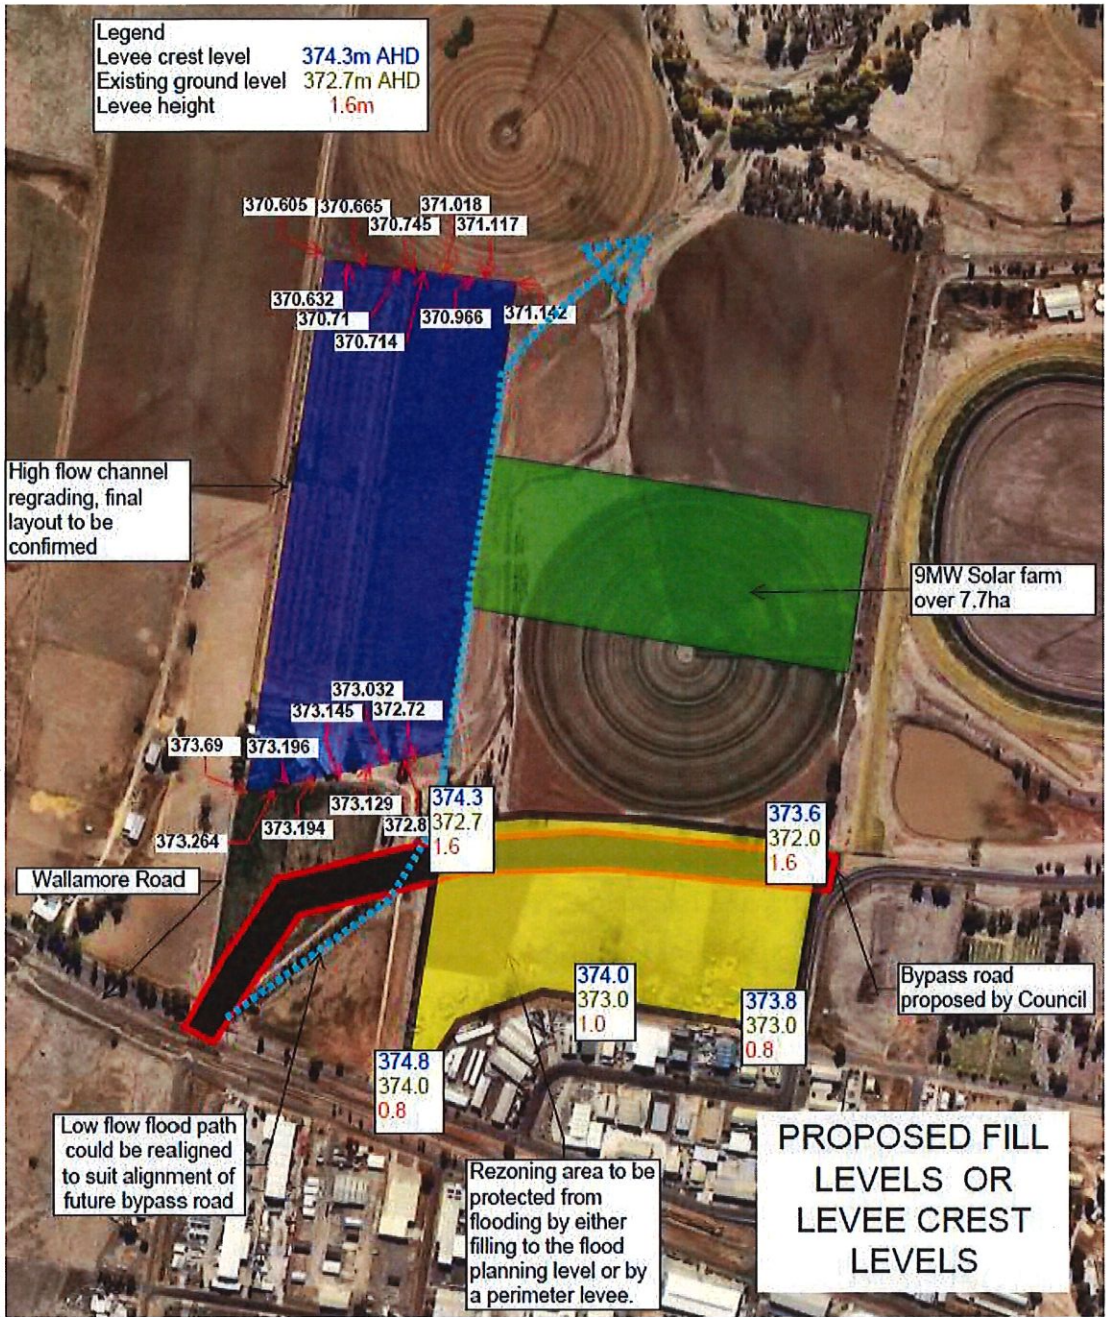 Legend
Levee crest level 374.3m AHD
Existing ground level 372.7m AHD
Levee height 1.6m
370.605
370.665
371.018
370.745
371.117
370.632
370.71
370.966
371.142
370.714
High flow channel
regrading, final
layout to be
confirmed
9MW Solar farm
over 7.7ha
373.032
373.145
372.72
373.69
373.196
373.129
373.194
372.8
373.264
374.3
372.7
1.6
373.6
372.0
1.6
Wallamore Road
Bypass road
proposed by Council
374.0
373.0
1.0
373.8
373.0
0.8
374.8
374.0
0.8
Low flow flood path
could be realigned
to suit alignment of
future bypass road
Rezoning area to be
protected from
flooding by either
filling to the flood
planning level or by
a perimeter levee.
PROPOSED FILL
LEVELS OR
LEVEE CREST
LEVELS